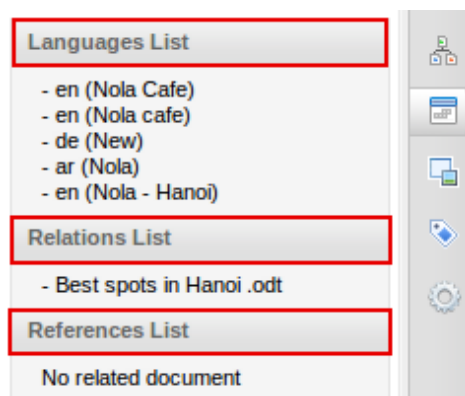 Languages List
- en (Nola Cafe)
- en (Nola cafe)
- de (New)
- ar (Nola)
- en (Nola - Hanoi)
Relations List
- Best spots in Hanoi .odt
References List
No related document